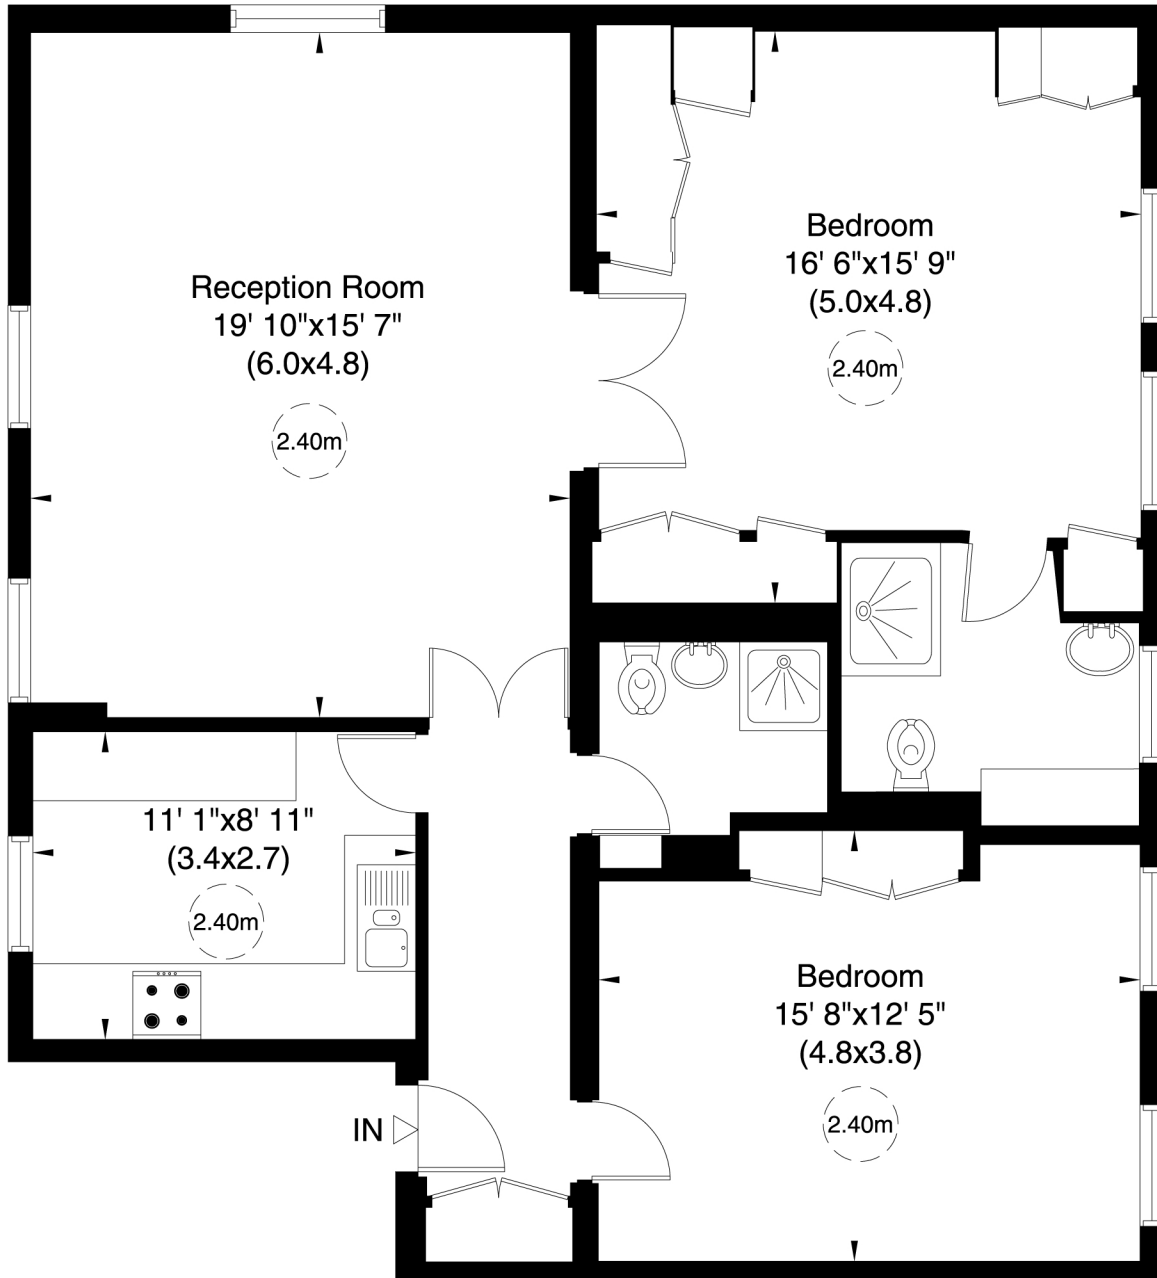 Reception Room
19' 10"x15' 7"
(6.0x4.8)
2.40m
Bedroom
16' 6"x15' 9"
(5.0x4.8)
2.40m
11' 1"x8' 11"
(3.4x2.7)
2.40m
Bedroom
15' 8"x12' 5"
(4.8x3.8)
2.40m
IN